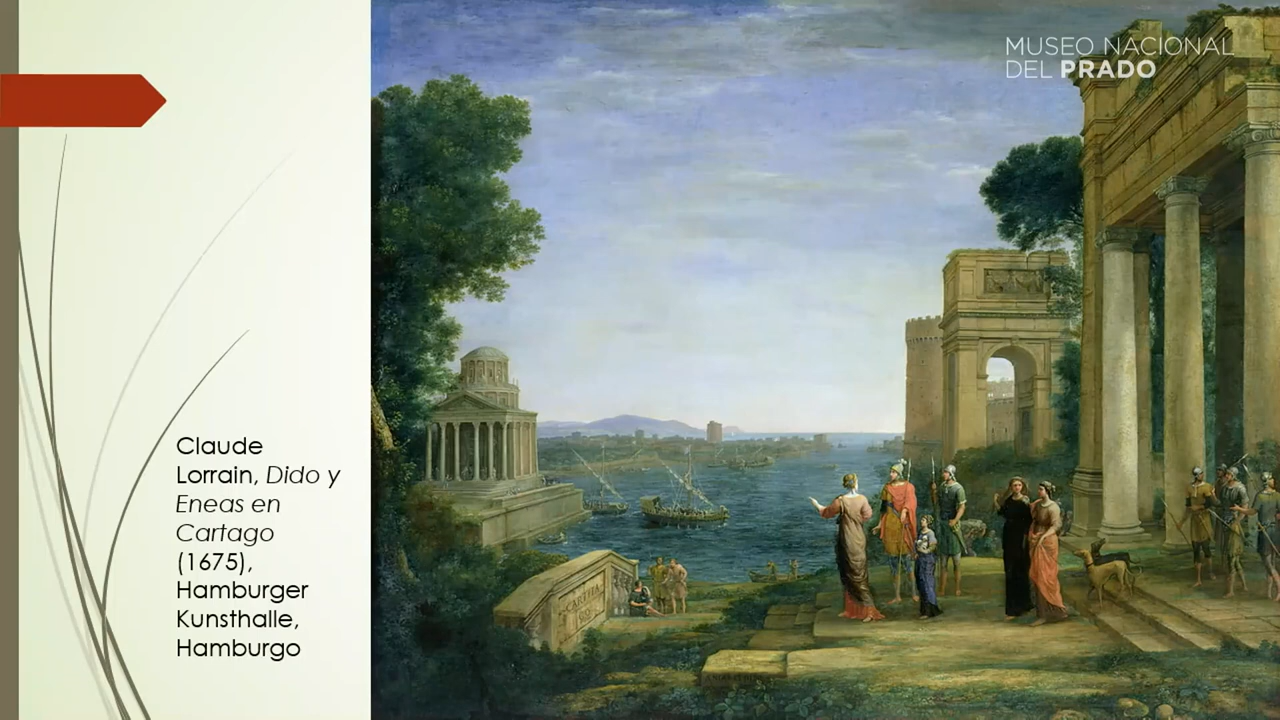 MUSEO NACIONAL
DEL PRADO
Claude
Lorrain, Dido y
Eneas en
Cartago
(1675),
Hamburger
Kunsthalle,
Hamburgo